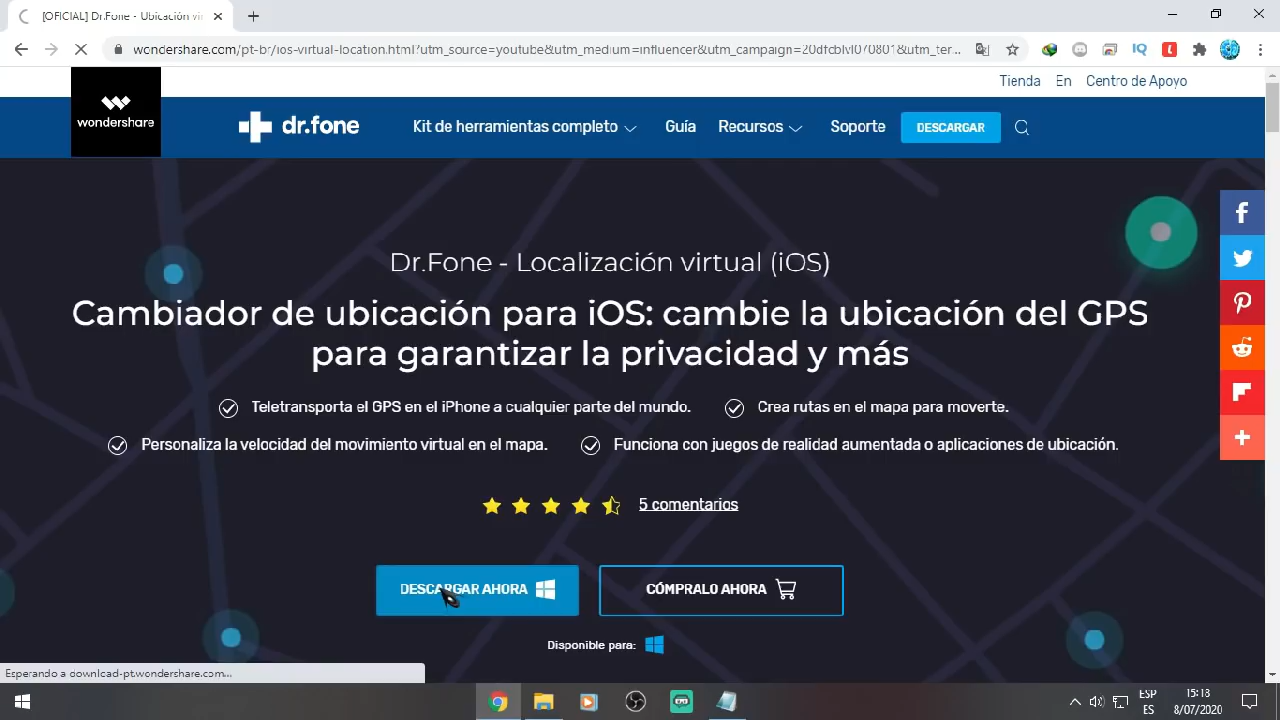 [OFICIAL] Dr.Fone - Ubicación vi
wondershare.com/pt-br/ios-virtual-location.html?utm_source=youtube&utm_medium=influencer&utm_campaign=20dfcblvl070801&utm_ter...
IQ
Tienda En Centro de Apoyo
wondershare
dr.fone
Kit de herramientas completo Guía Recursos Soporte DESCARGAR
Dr.Fone - Localización virtual (iOS)
Cambiador de ubicación para iOS: cambie la ubicación del GPS
para garantizar la privacidad y más
Teletransporta el GPS en el iPhone a cualquier parte del mundo. Crea rutas en el mapa para moverte.
Personaliza la velocidad del movimiento virtual en el mapa. Funciona con juegos de realidad aumentada o aplicaciones de ubicación.
5 comentarios
DESCARGAR AHORA CÓMPRALO AHORA
Disponible para:
Esperando a download-pt.wondershare.com...
ESP 15:18
ES 8/07/2020